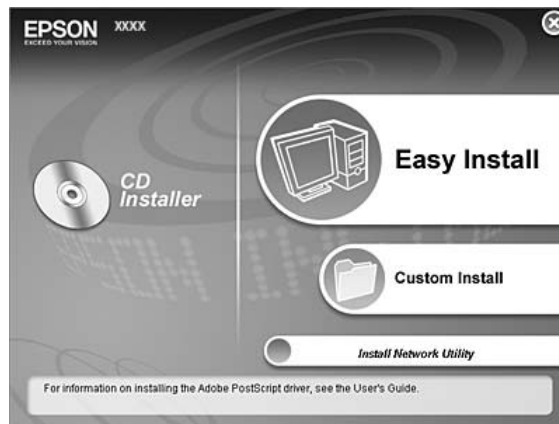 EPSON XXXX
EXCEED YOUR VISION
Easy Install
CD
Installer
Custom Install
Install Network Utility
For information on installing the Adobe PostScript driver, see the User's Guide.